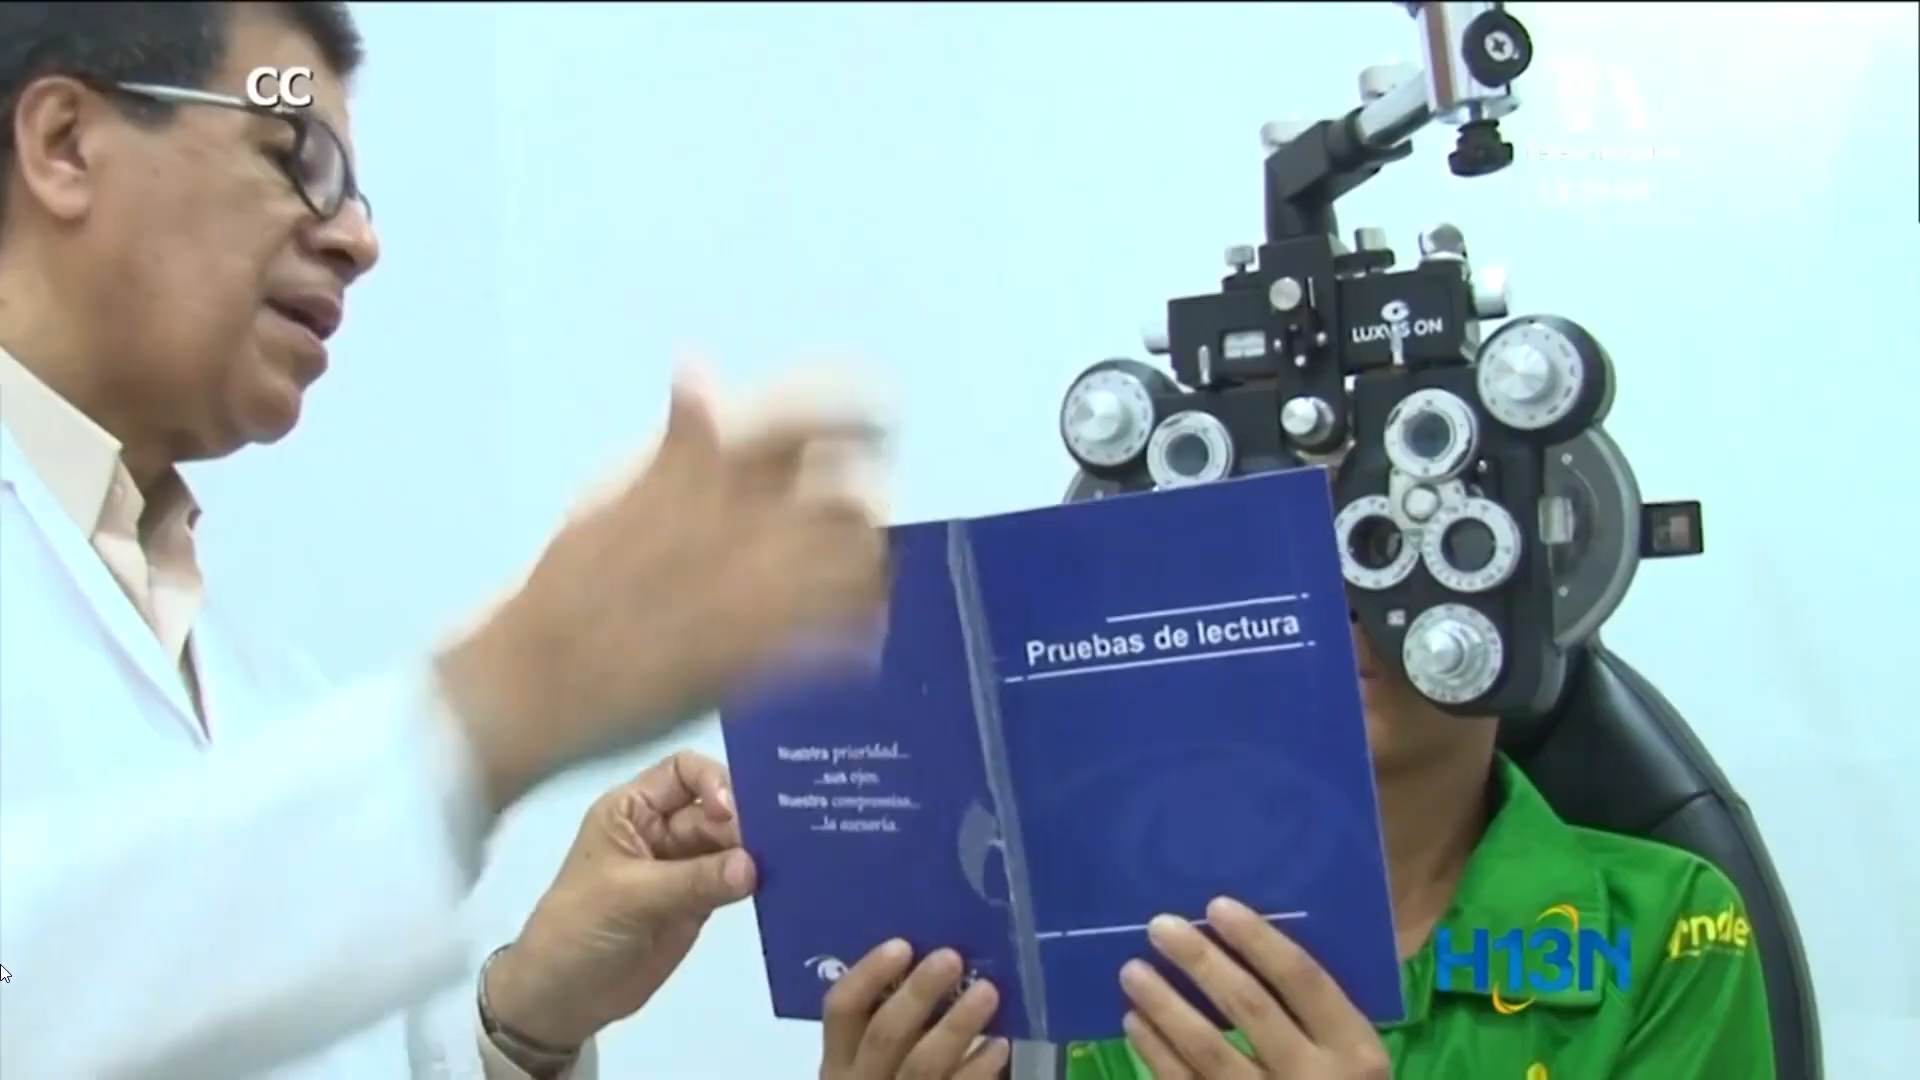 CC
LUXVISION
Pruebas de lectura
Nuestra prioridad...
...sus ojos.
Nuestro compromiso...
...la asesoría.
H13N